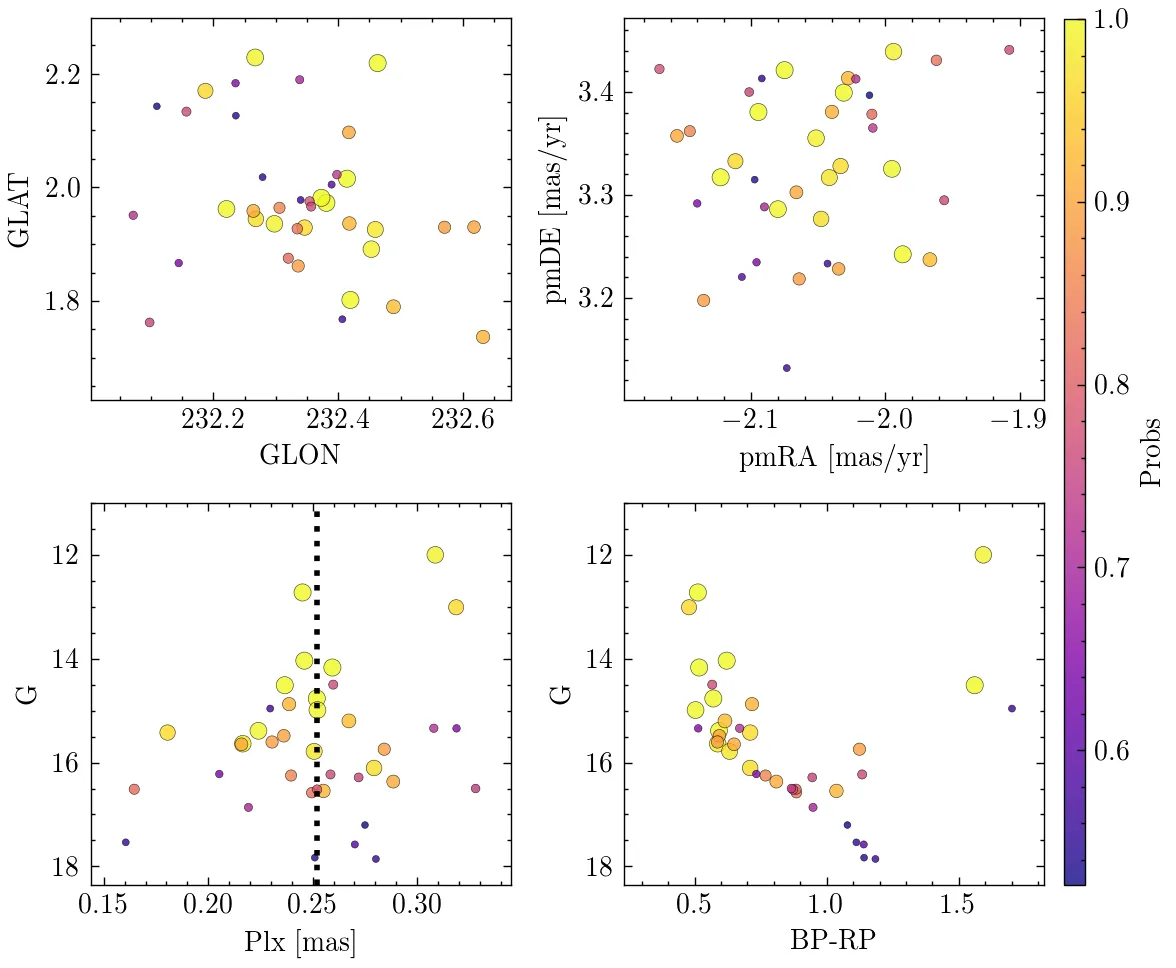 2.2
2.0
1.8
GLAT
232.2 232.4 232.6
GLON
3.4
3.3
3.2
pmDE [mas/yr]
−2.1 −2.0 −1.9
pmRA [mas/yr]
12
14
16
18
G
0.15 0.20 0.25 0.30
Plx [mas]
12
14
16
18
G
0.5 1.0 1.5
BP-RP
1.0
0.9
0.8
0.7
0.6
Probs